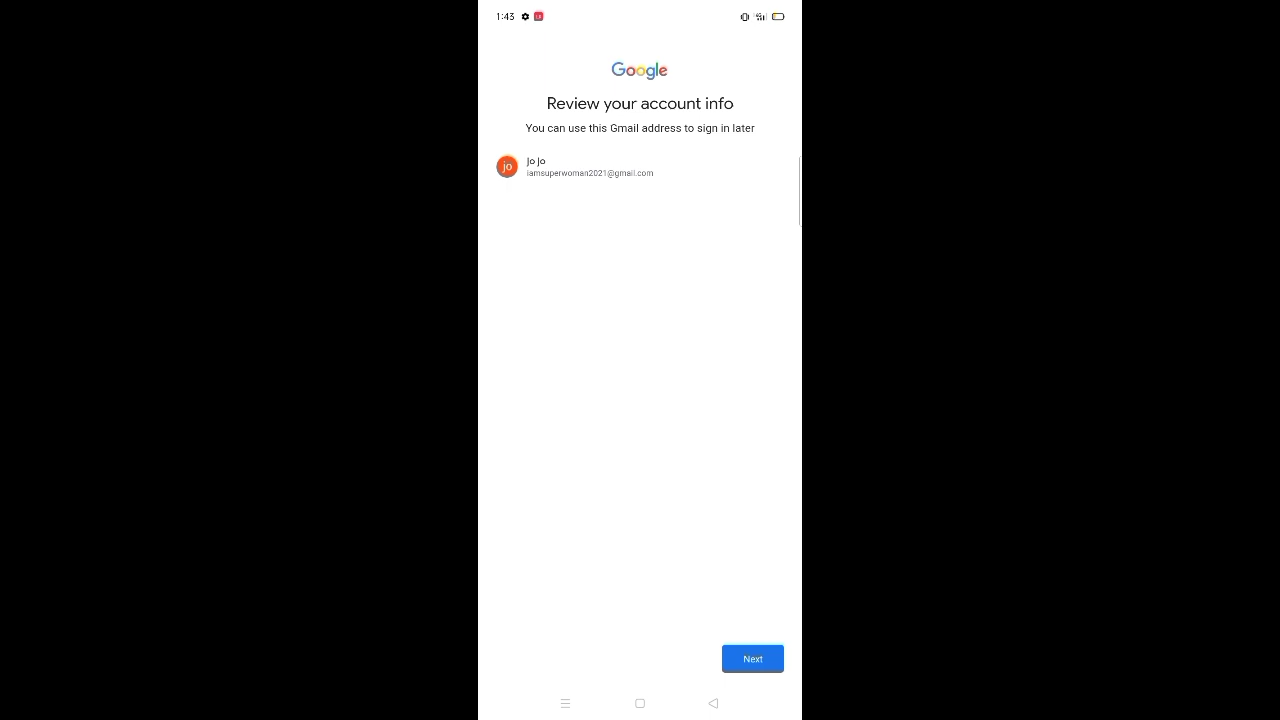 1:43
Google
Review your account info
You can use this Gmail address to sign in later
jo
jo jo
iamsuperwoman2021@gmail.com
Next